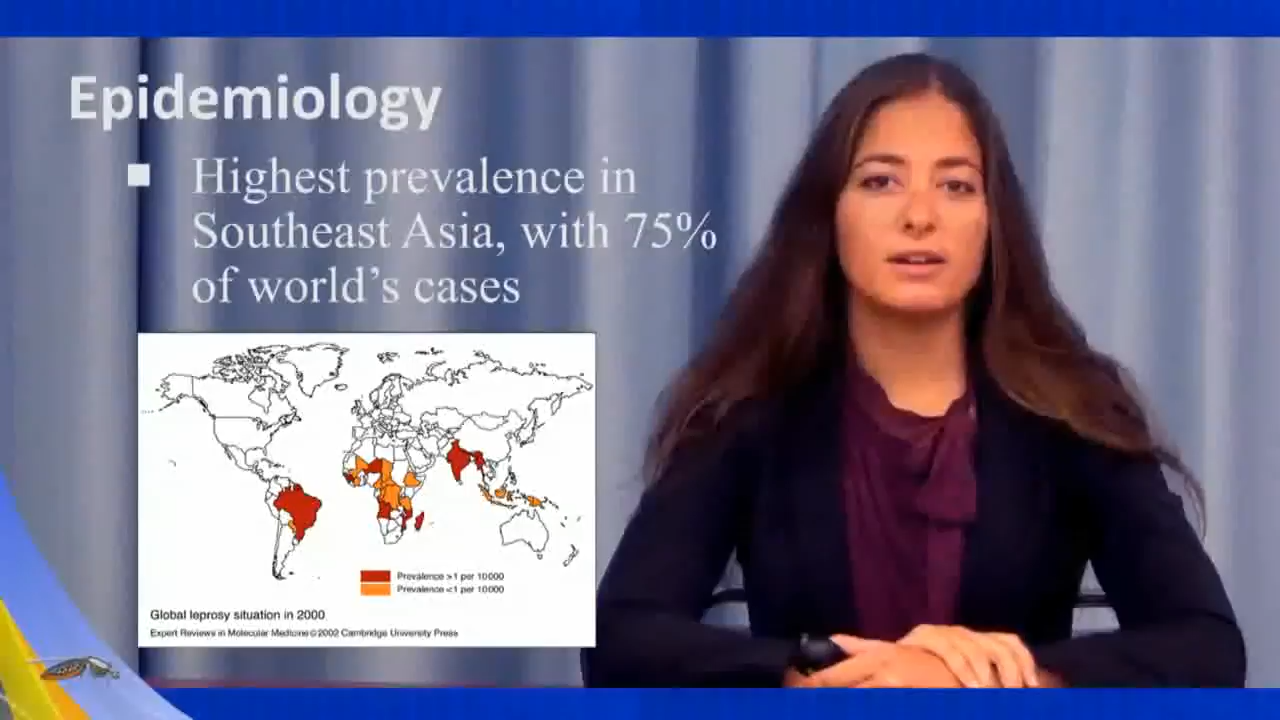 Epidemiology
Highest prevalence in
Southeast Asia, with 75%
of world's cases
Prevalence >1 per 10000
Prevalence <1 per 10000
Global leprosy situation in 2000
Expert Reviews in Molecular Medicine©2002 Cambridge University Press